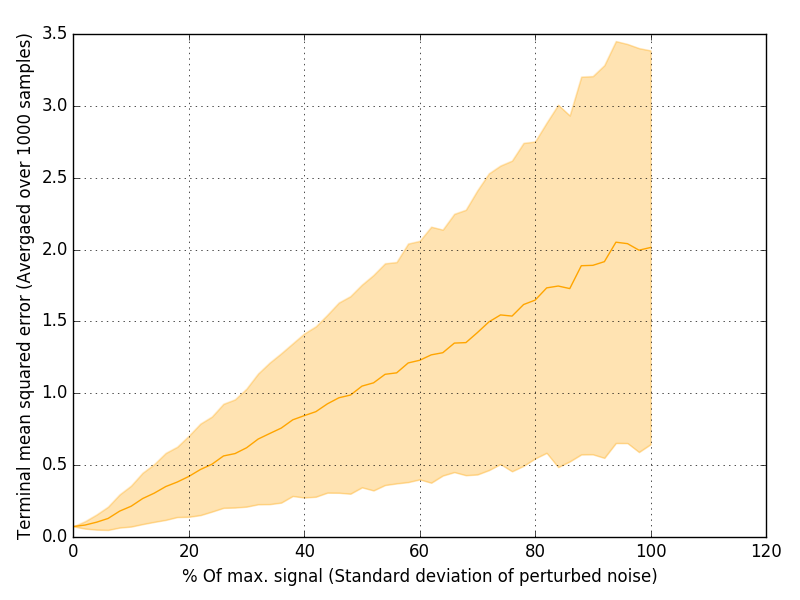 Terminal mean squared error (Avergaed over 1000 samples)
3.5
3.0
2.5
2.0
1.5
1.0
0.5
0.0
0 20 40 60 80 100 120
% Of max. signal (Standard deviation of perturbed noise)